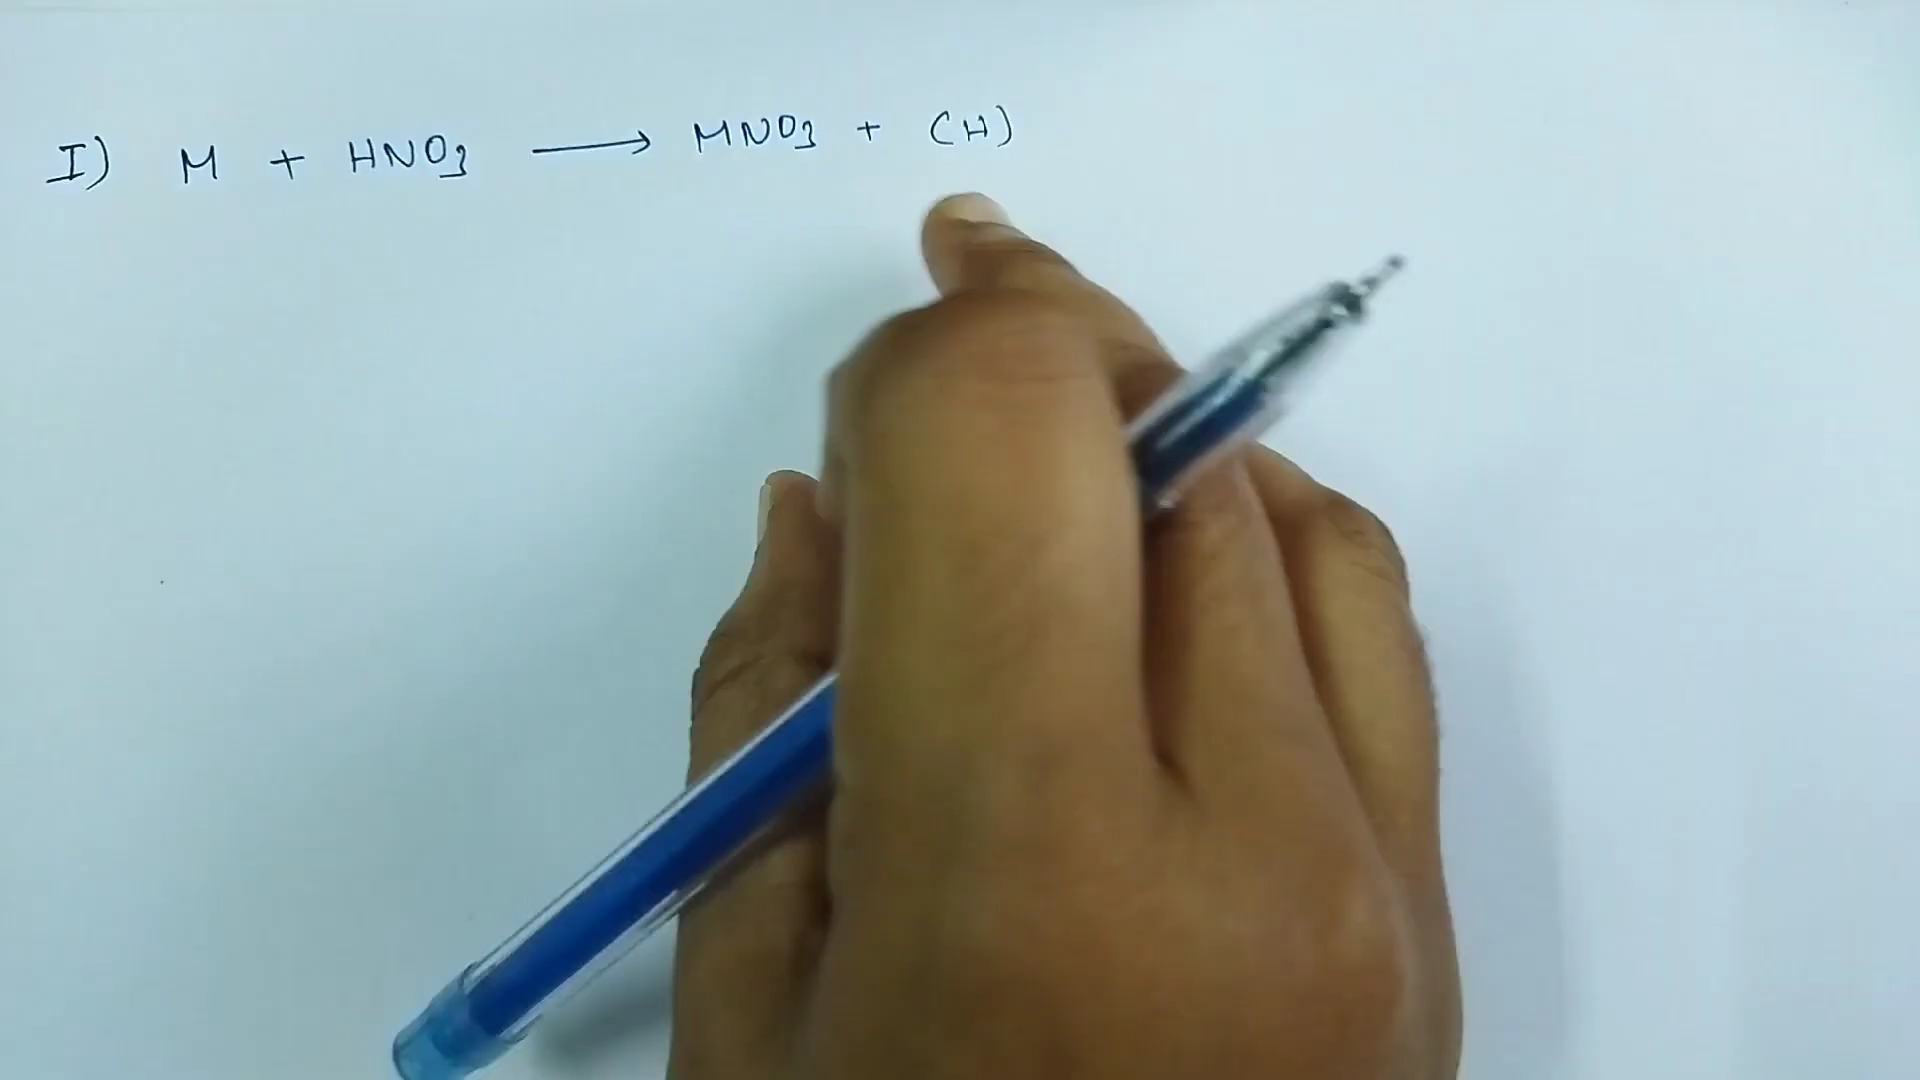 I) M + HNO3 ⟶ MNO3 + (H)